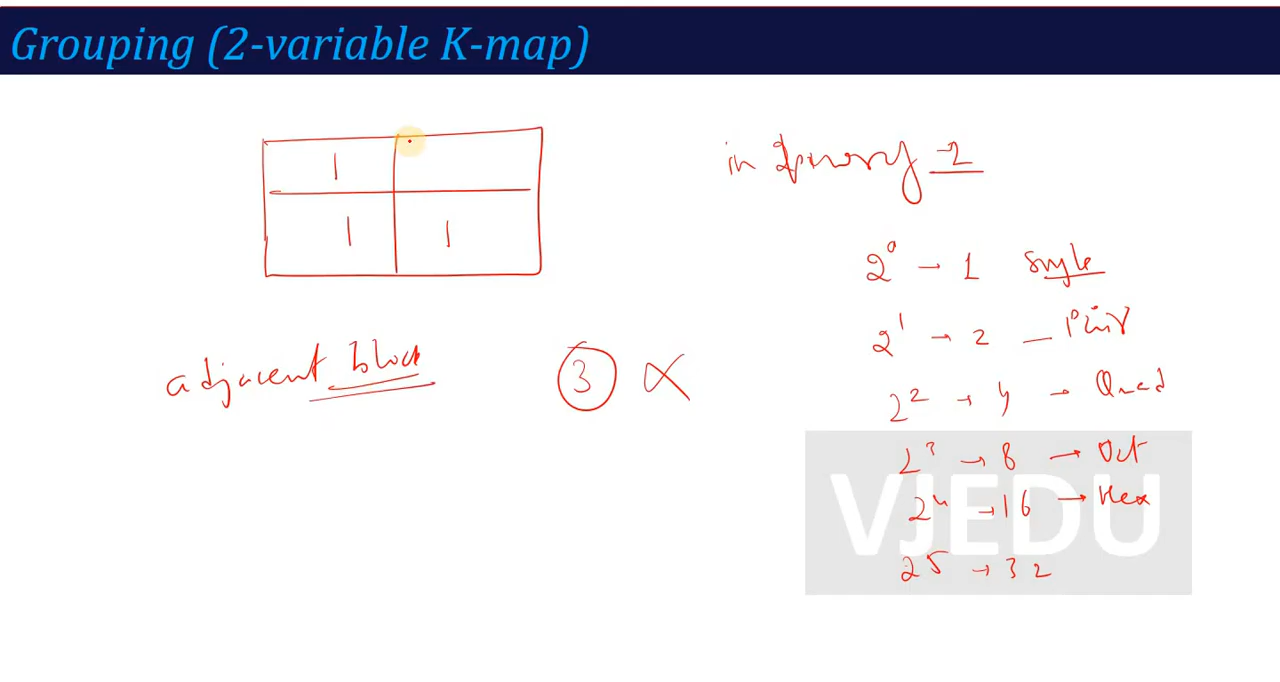 Grouping (2-variable K-map)
1
1 1
in 2
2⁰ → 1 Single
2¹ → 2 — Pair
2² → 4 → Quad
2³ → 8 → Oct
2⁴ → 16 → Hex
2⁵ → 32
adjacent block
3 X
VJEDU